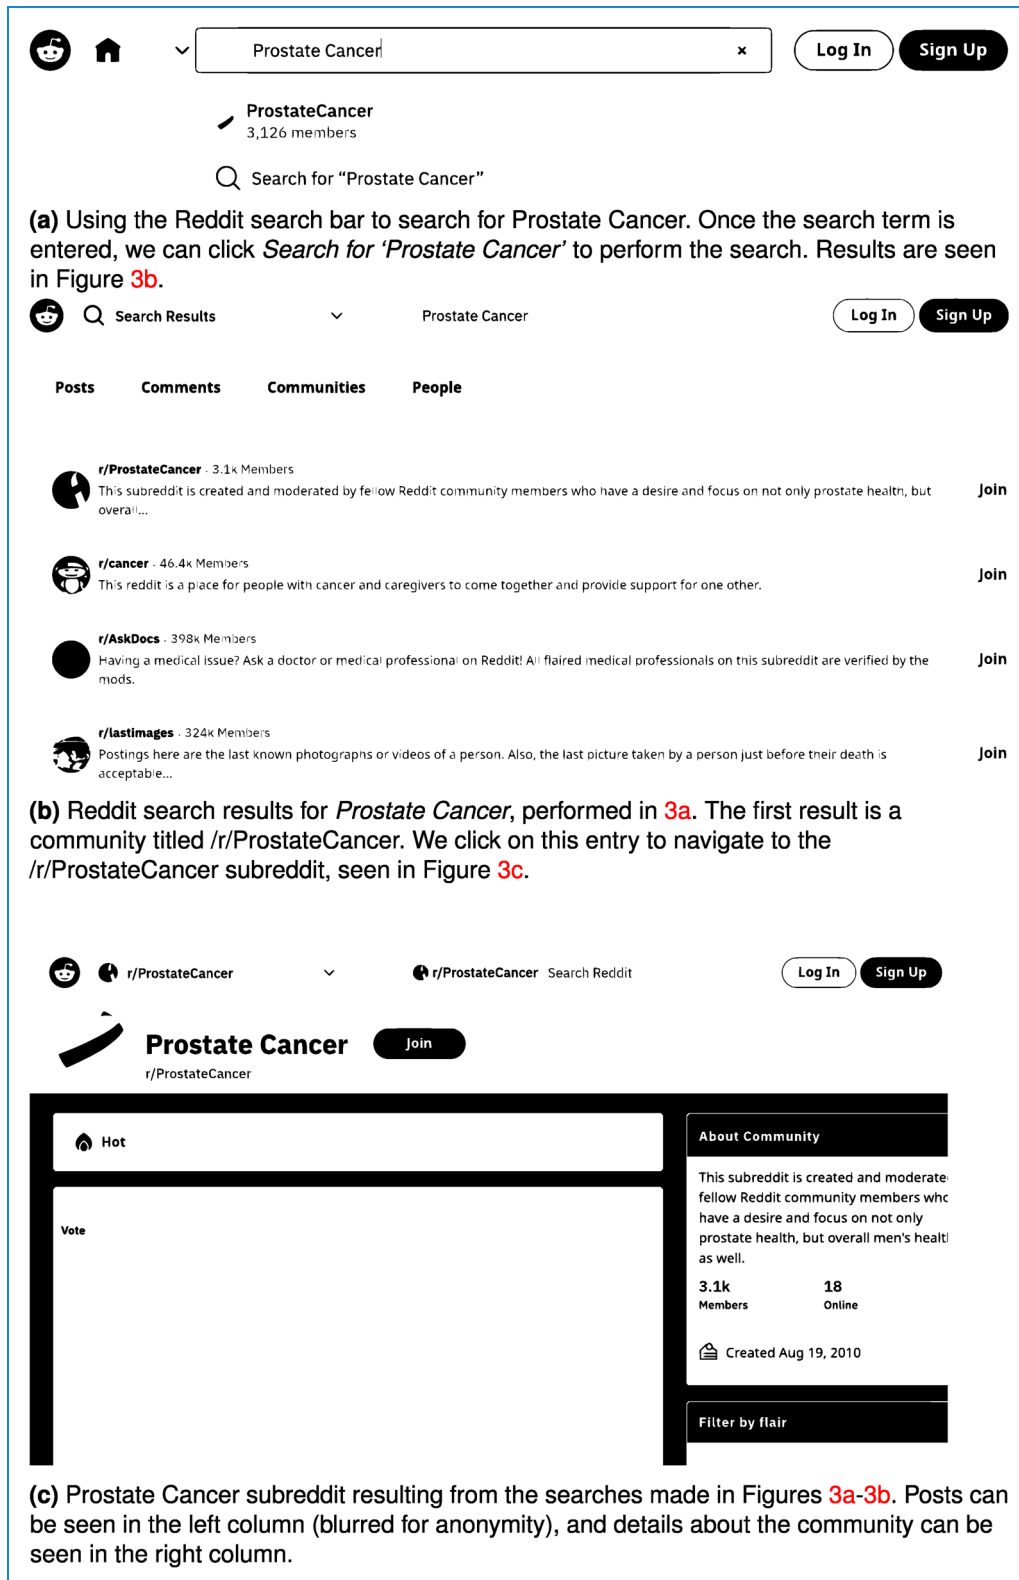 Prostate Cancer × Log In Sign Up
ProstateCancer
3,126 members
Search for “Prostate Cancer”
(a) Using the Reddit search bar to search for Prostate Cancer. Once the search term is
entered, we can click Search for ‘Prostate Cancer’ to perform the search. Results are seen
in Figure 3b.
Search Results Prostate Cancer Log In Sign Up
Posts Comments Communities People
r/ProstateCancer · 3.1k Members
This subreddit is created and moderated by fellow Reddit community members who have a desire and focus on not only prostate health, but
overall...
Join
r/cancer · 46.4k Members
This reddit is a place for people with cancer and caregivers to come together and provide support for one other.
Join
r/AskDocs · 398k Members
Having a medical issue? Ask a doctor or medical professional on Reddit! All flaired medical professionals on this subreddit are verified by the
mods.
Join
r/lastimages · 324k Members
Postings here are the last known photographs or videos of a person. Also, the last picture taken by a person just before their death is
acceptable...
Join
(b) Reddit search results for Prostate Cancer, performed in 3a. The first result is a
community titled /r/ProstateCancer. We click on this entry to navigate to the
/r/ProstateCancer subreddit, seen in Figure 3c.
r/ProstateCancer r/ProstateCancer Search Reddit Log In Sign Up
Prostate Cancer Join
r/ProstateCancer
Hot
Vote
About Community
This subreddit is created and moderate
fellow Reddit community members who
have a desire and focus on not only
prostate health, but overall men's healt
as well.
3.1k 18
Members Online
Created Aug 19, 2010
Filter by flair
(c) Prostate Cancer subreddit resulting from the searches made in Figures 3a-3b. Posts can
be seen in the left column (blurred for anonymity), and details about the community can be
seen in the right column.